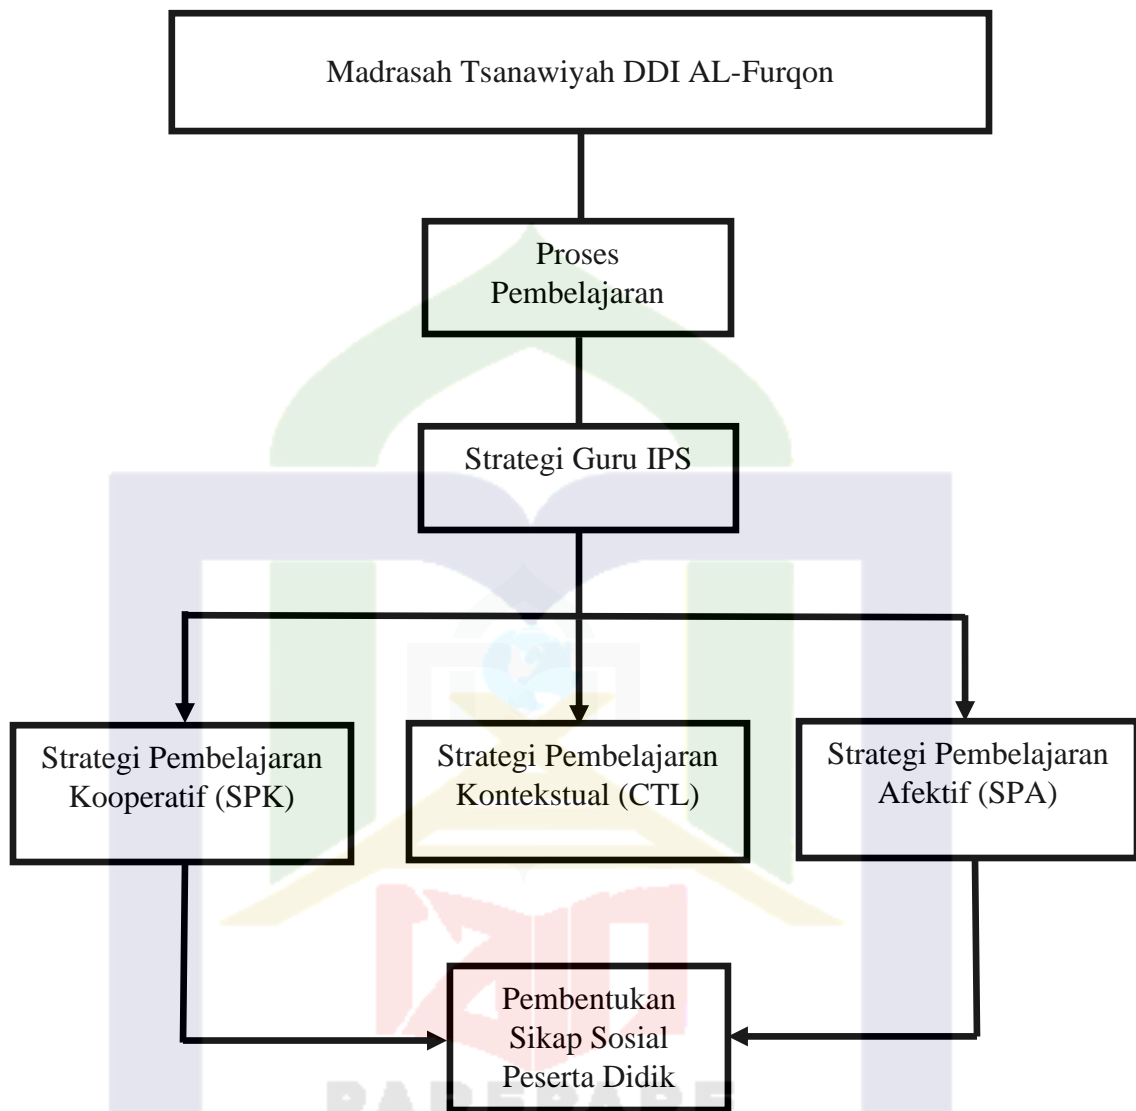 Madrasah Tsanawiyah DDI AL-Furqon
Proses
Pembelajaran
Strategi Guru IPS
Strategi Pembelajaran
Kooperatif (SPK)
Strategi Pembelajaran
Kontekstual (CTL)
Strategi Pembelajaran
Afektif (SPA)
Pembentukan
Sikap Sosial
Peserta Didik
PAREPARE